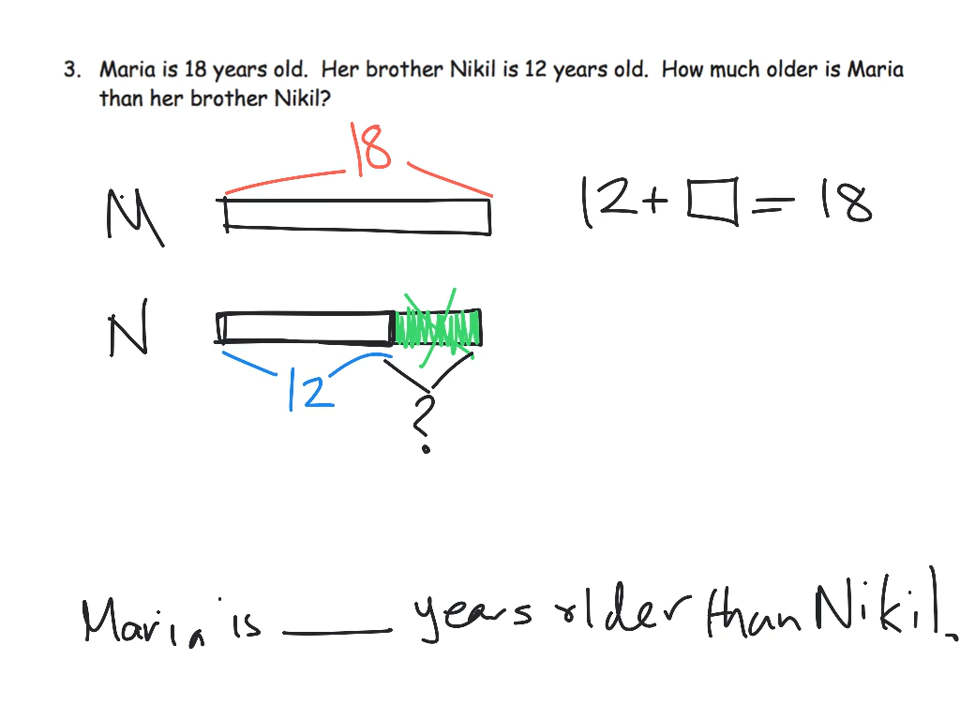 3. Maria is 18 years old. Her brother Nikil is 12 years old. How much older is Maria
than her brother Nikil?
18
M
12 + □ = 18
N
12
?
Maria is ____ years older than Nikil.